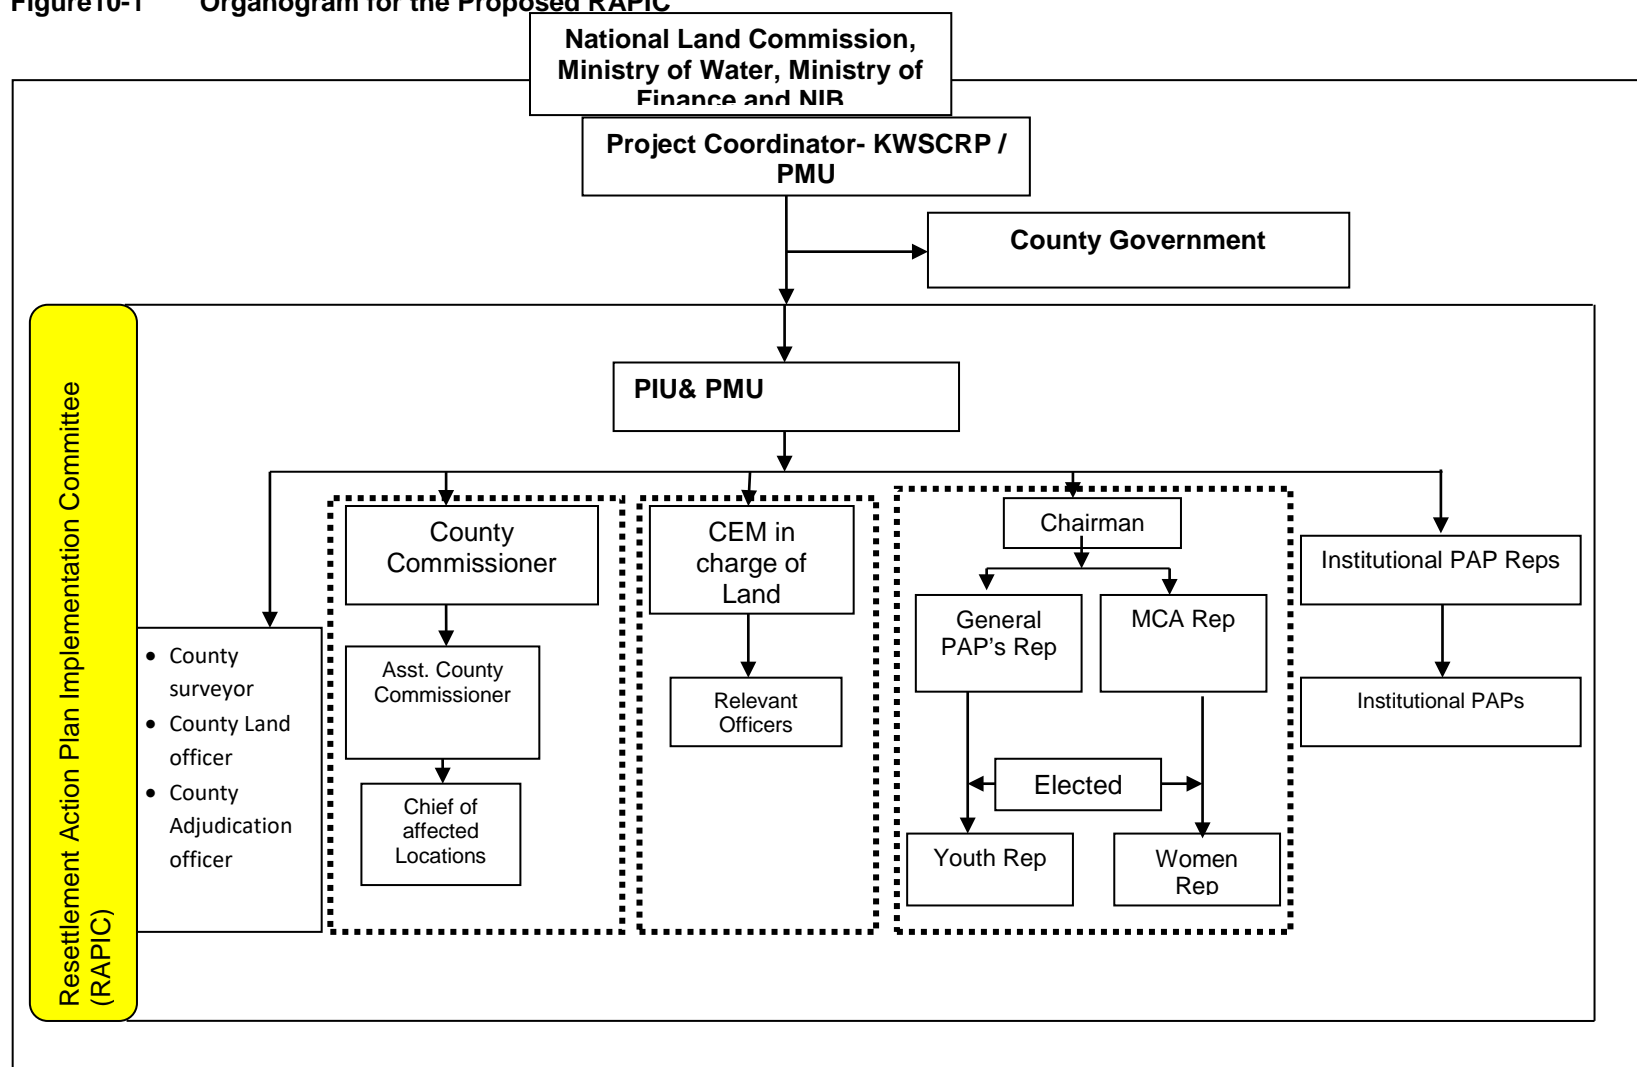 Figure10-1 Organogram for the Proposed RAPIC
National Land Commission,
Ministry of Water, Ministry of
Finance and NIB
Project Coordinator- KWSCRP /
PMU
County Government
Resettlement Action Plan Implementation Committee
(RAPIC)
PIU& PMU
• County
surveyor
• County Land
officer
• County
Adjudication
officer
County
Commissioner
Asst. County
Commissioner
Chief of
affected
Locations
CEM in
charge of
Land
Relevant
Officers
Chairman
General
PAP’s Rep
MCA Rep
Elected
Youth Rep
Women
Rep
Institutional PAP Reps
Institutional PAPs